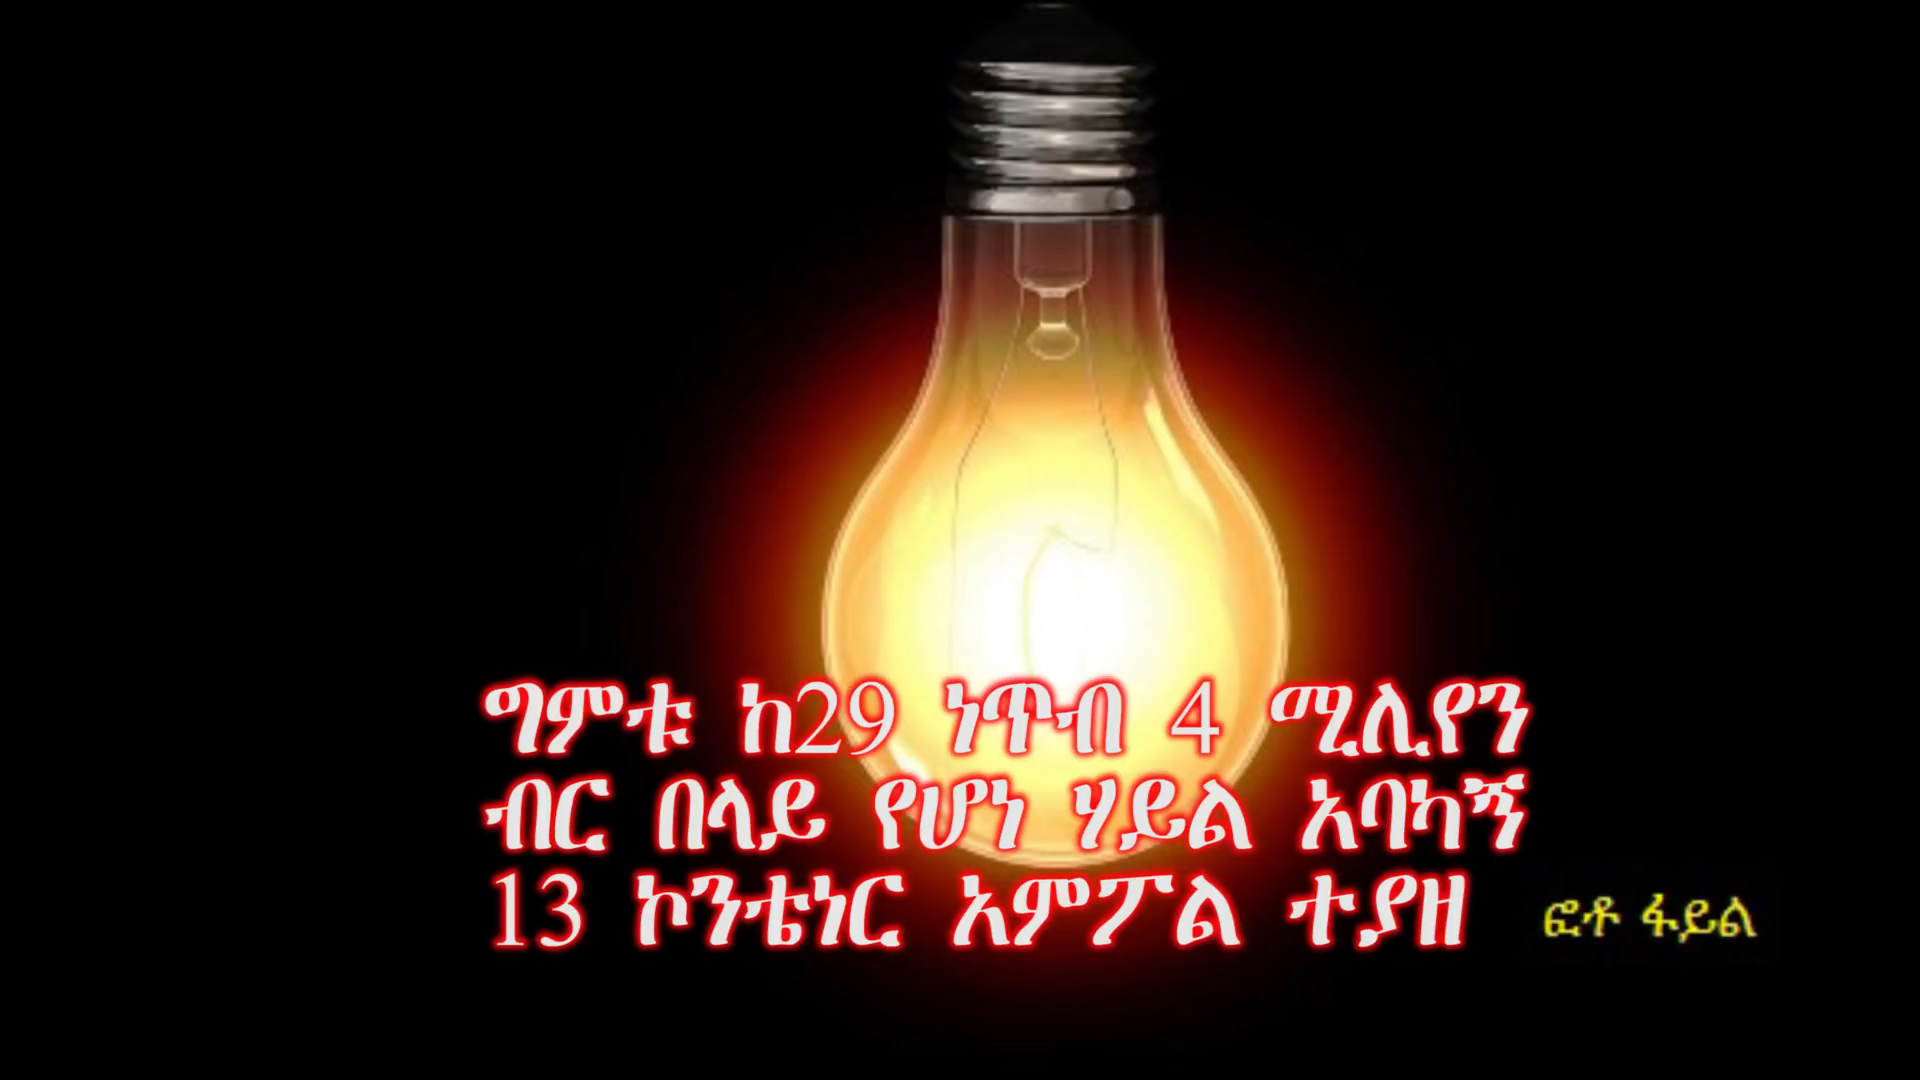 ግምቱ ከ29 ነጥብ 4 ሚሊየን
ብር በላይ የሆነ ሃይል አባካኝ
13 ኮንቴነር አምፖል ተያዘ
ፎቶ ፋይል